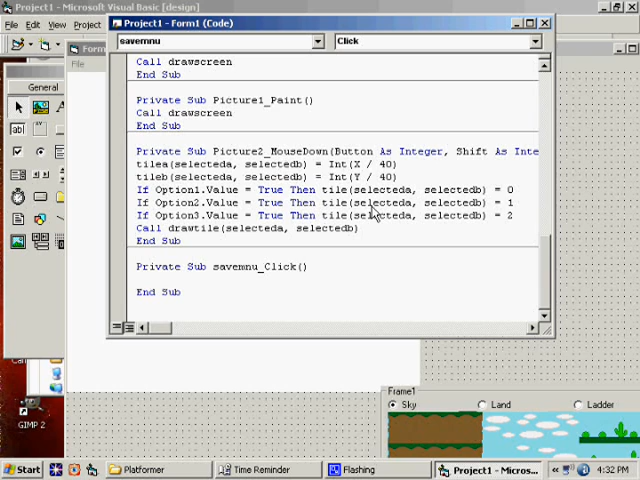 Project1 - Microsoft Visual Basic [design]
File Edit View Project
Project1 - Form1 (Code)
savemnu Click
Form
File
General
A
ab|
Call drawscreen
End Sub
Private Sub Picture1_Paint()
Call drawscreen
End Sub
Private Sub Picture2_MouseDown(Button As Integer, Shift As Inte
tilea(selecteda, selectedb) = Int(X / 40)
tileb(selecteda, selectedb) = Int(Y / 40)
If Option1.Value = True Then tile(selecteda, selectedb) = 0
If Option2.Value = True Then tile(selecteda, selectedb) = 1
If Option3.Value = True Then tile(selecteda, selectedb) = 2
Call drawtile(selecteda, selectedb)
End Sub
Private Sub savemnu_Click()
End Sub
Frame1
Sky Land Ladder
GIMP 2
Start Platformer Time Reminder Flashing Project1 - Micros... 4:32 PM